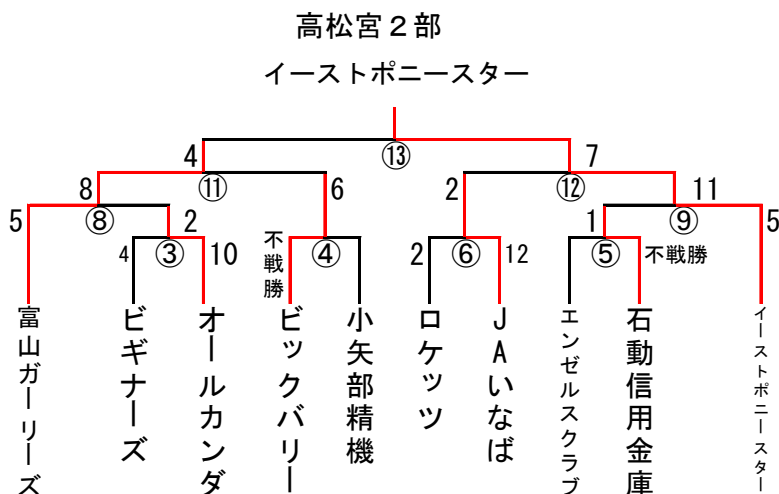 高松宮２部
イーストポニースター
⑬
4
7
⑪
⑫
8
6
2
11
5
⑧
2
1
⑨
5
4
③
10
不戦勝
④
2
⑥
12
⑤
不戦勝
富山ガーリーズ
ビギナーズ
オールカンダ
ビックバリー
小矢部精機
ロケッツ
ＪＡいなば
エンゼルスクラブ
石動信用金庫
イーストポニースター